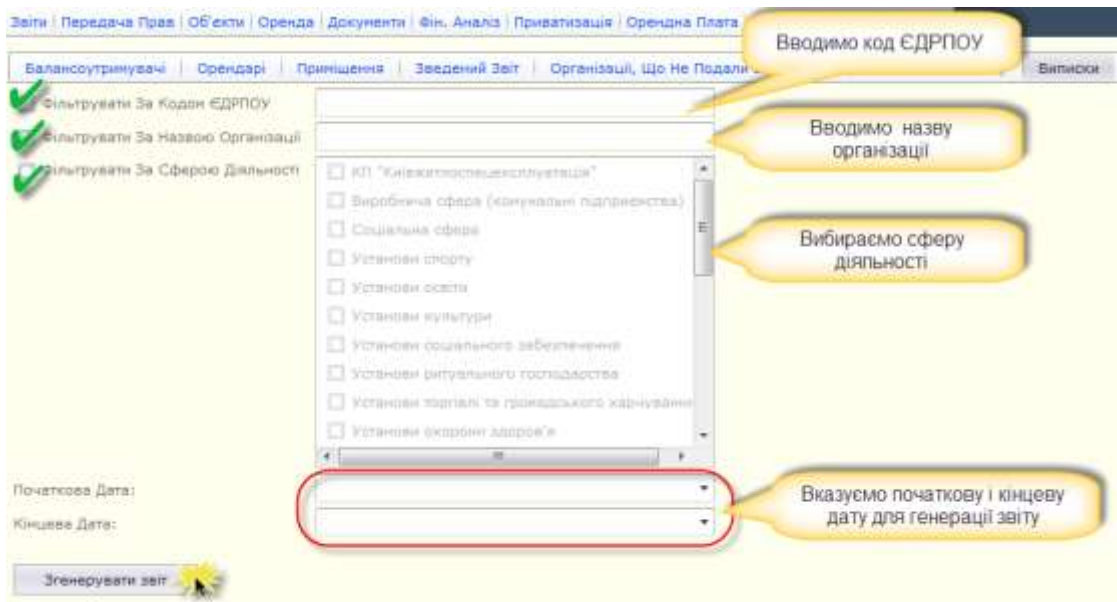 Звіти | Передача Прав | Об'єкти | Оренда | Документи | Фін. Аналіз | Приватизація | Орендна Плата
Вводимо код ЄДРПОУ
Балансоутримувачі | Орендарі | Приміщення | Зведений Звіт | Організації, Що Не Подали
Виписки
Фільтрувати За Кодом ЄДРПОУ
Фільтрувати За Назвою Організації
Вводимо назву
організації
Фільтрувати За Сферою Діяльності
КП "Київжитлоспецексплуатація"
Виробнича сфера (комунальні підприємства)
Соціальна сфера
Установи спорту
Установи освіти
Установи культури
Установи соціального забезпечення
Установи ритуального господарства
Установи торгівлі та громадського харчування
Установи охорони здоров'я
Вибираємо сферу
діяльності
Початкова Дата:
Кінцева Дата:
Вказуємо початкову і кінцеву
дату для генерації звіту
Згенерувати звіт